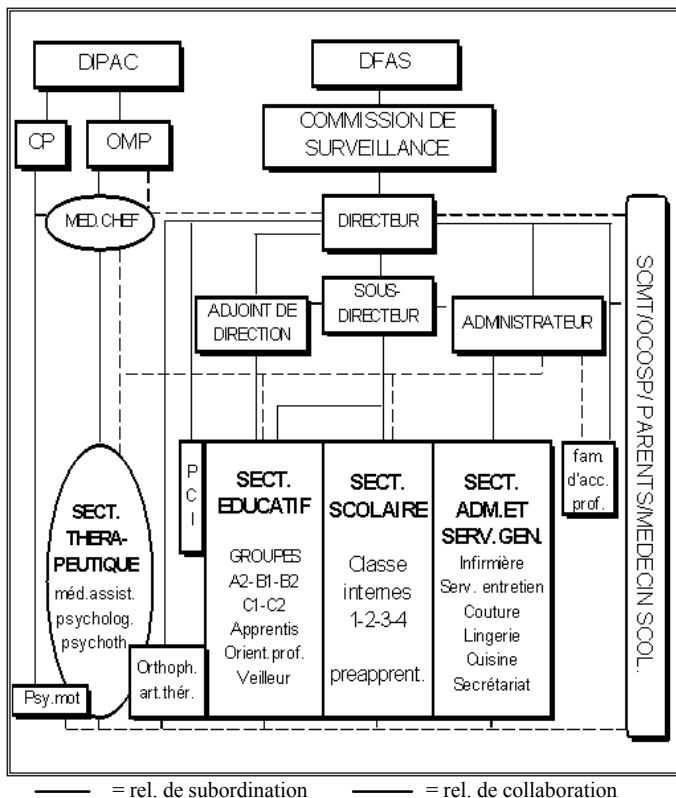 DIPAC
DFAS
CP
OMP
COMMISSION DE
SURVEILLANCE
MED.CHEF
DIRECTEUR
ADJOINT DE
DIRECTION
SOUS-
DIRECTEUR
ADMINISTRATEUR
SCMT/OCOSP/ PARENTS/MEDECIN SCOL.
SECT.
THERA-
PEUTIQUE
méd.assist.
psycholog.
psychoth.
Psy.mot
Orthoph.
art.thér.
P
C
I
SECT.
EDUCATIF
GROUPES
A2-B1-B2
C1-C2
Apprentis
Orient.prof.
Veilleur
SECT.
SCOLAIRE
Classe
internes
1-2-3-4
preapprent.
SECT.
ADM.ET
SERV.GEN.
Infirmière
Serv. entretien
Couture
Lingerie
Cuisine
Secrétariat
fam.
d'acc.
prof.
= rel. de subordination = rel. de collaboration